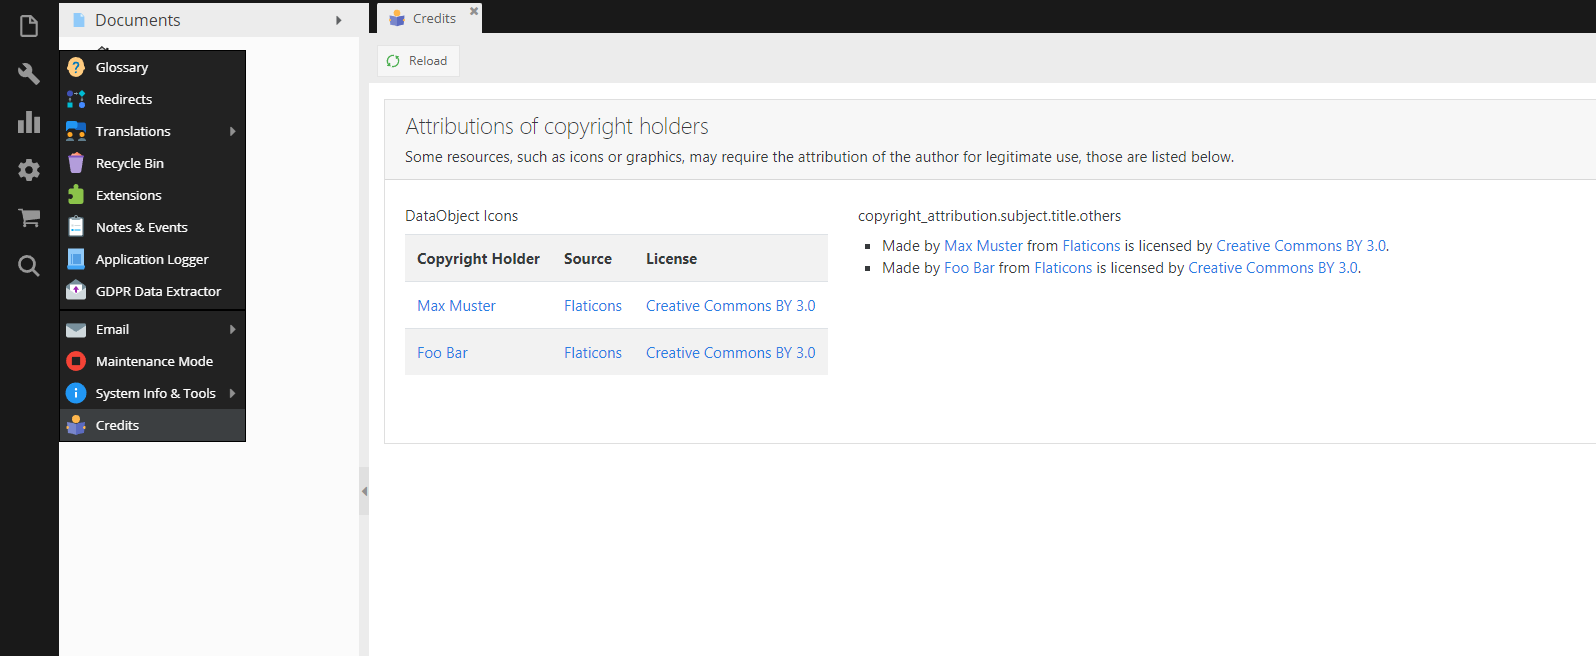 Documents
Glossary
Redirects
Translations
Recycle Bin
Extensions
Notes & Events
Application Logger
GDPR Data Extractor
Email
Maintenance Mode
System Info & Tools
Credits
Credits
Reload
Attributions of copyright holders
Some resources, such as icons or graphics, may require the attribution of the author for legitimate use, those are listed below.
DataObject Icons
Copyright Holder Source License
Max Muster Flaticons Creative Commons BY 3.0
Foo Bar Flaticons Creative Commons BY 3.0
copyright_attribution.subject.title.others
Made by Max Muster from Flaticons is licensed by Creative Commons BY 3.0.
Made by Foo Bar from Flaticons is licensed by Creative Commons BY 3.0.